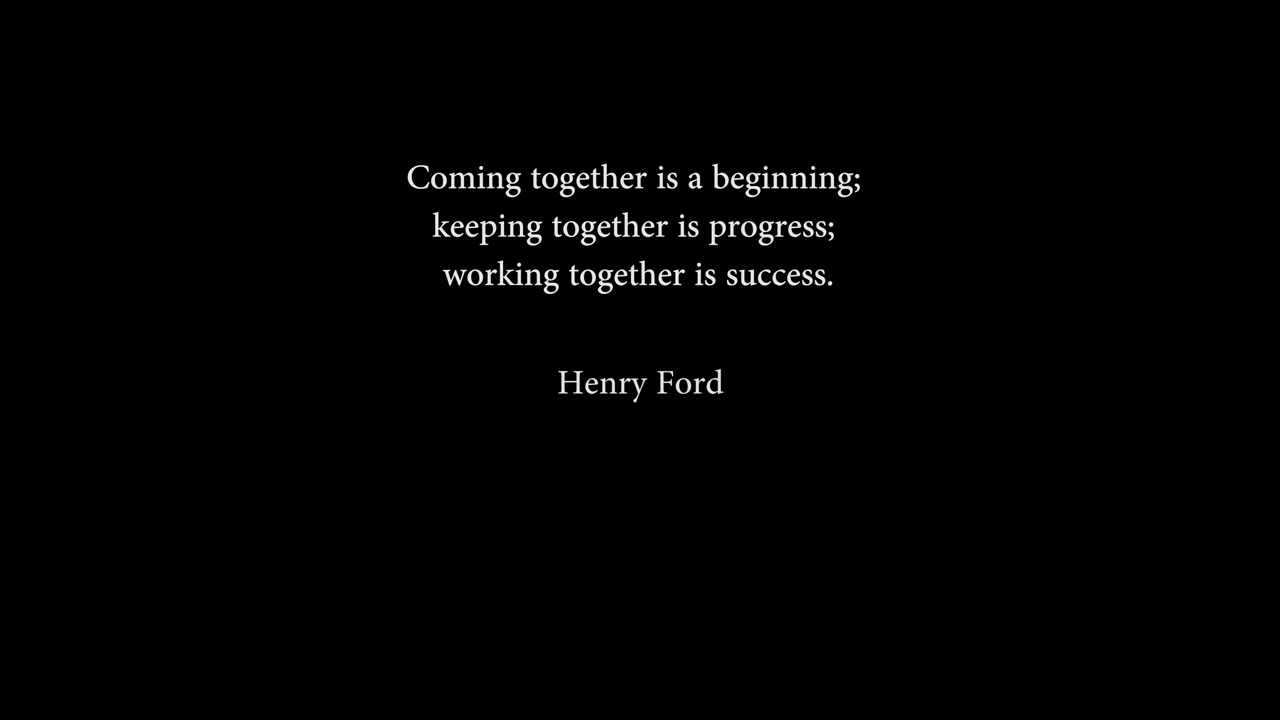 Coming together is a beginning;
keeping together is progress;
working together is success.
Henry Ford